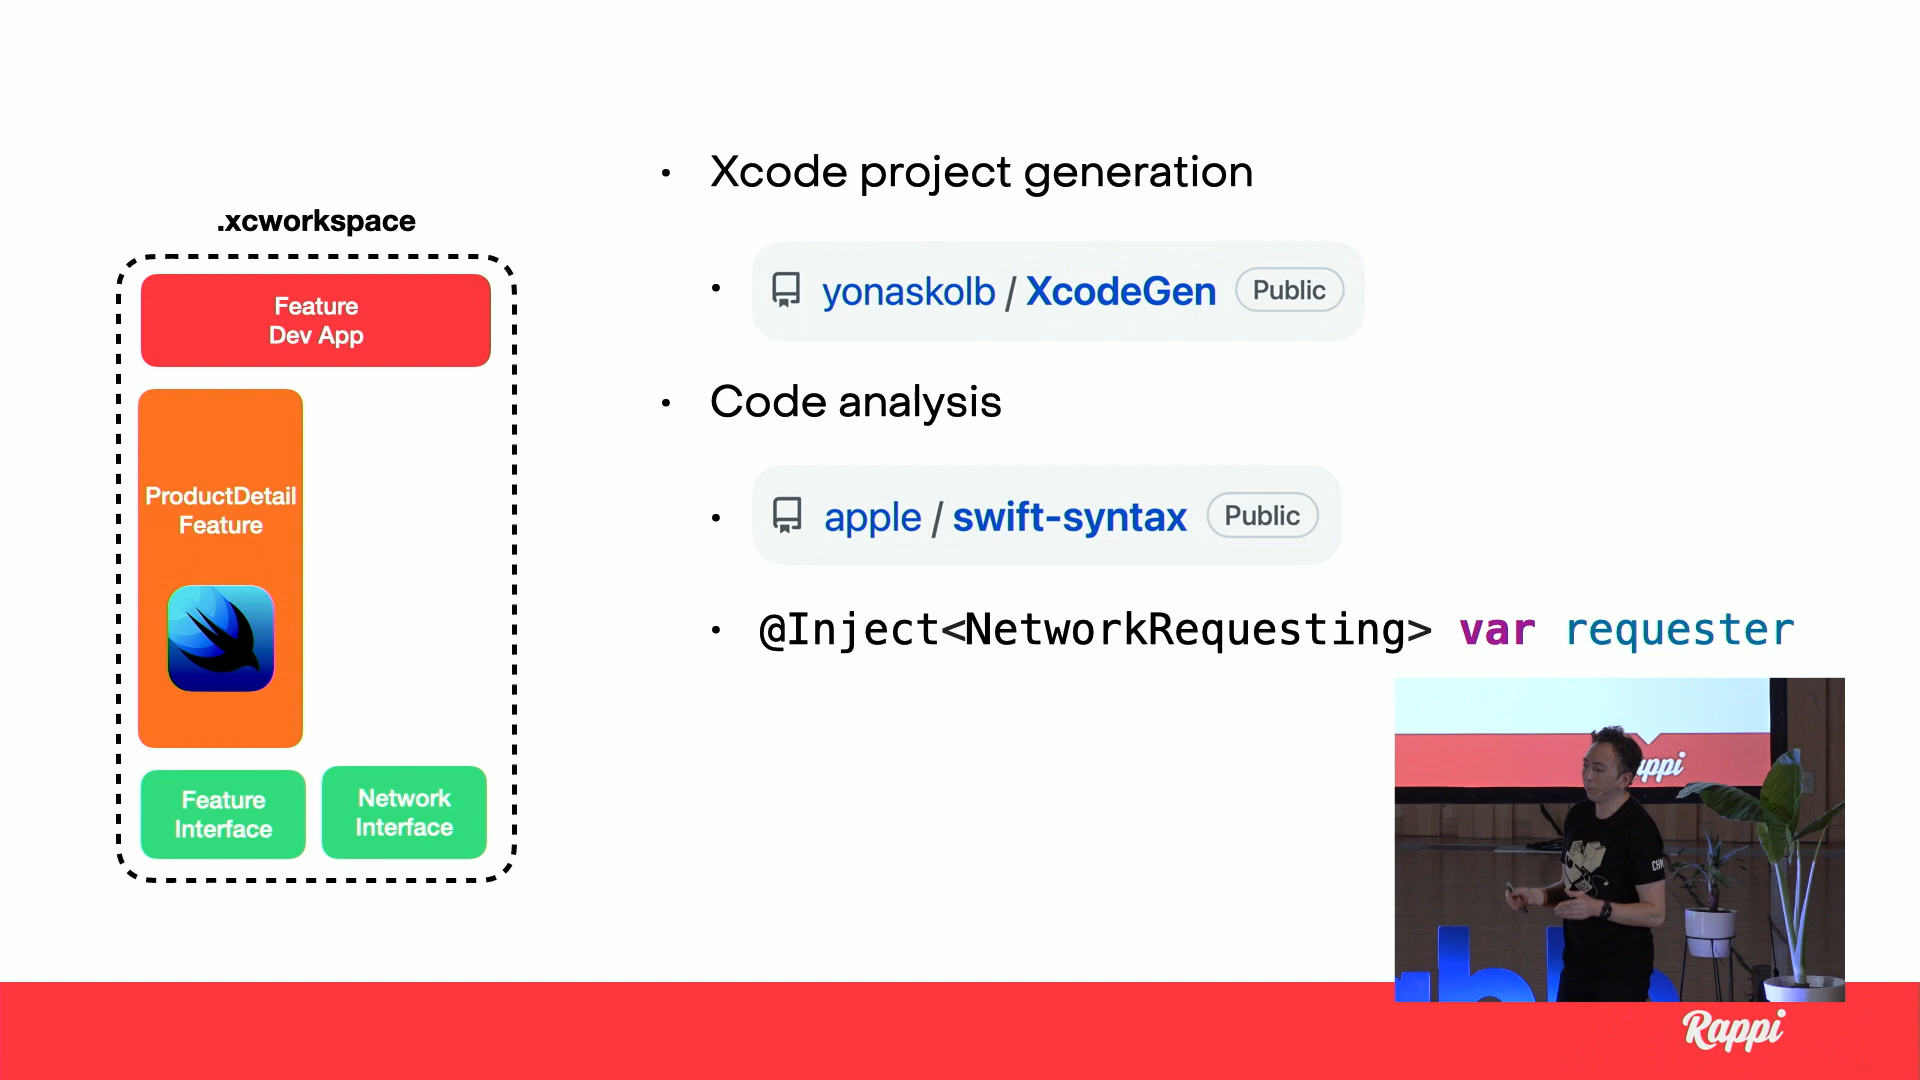 .xcworkspace
Feature
Dev App
ProductDetail
Feature
Feature
Interface
Network
Interface
• Xcode project generation
• yonaskolb / XcodeGen Public
• Code analysis
• apple / swift-syntax Public
• @Inject<NetworkRequesting> var requester
Rappi